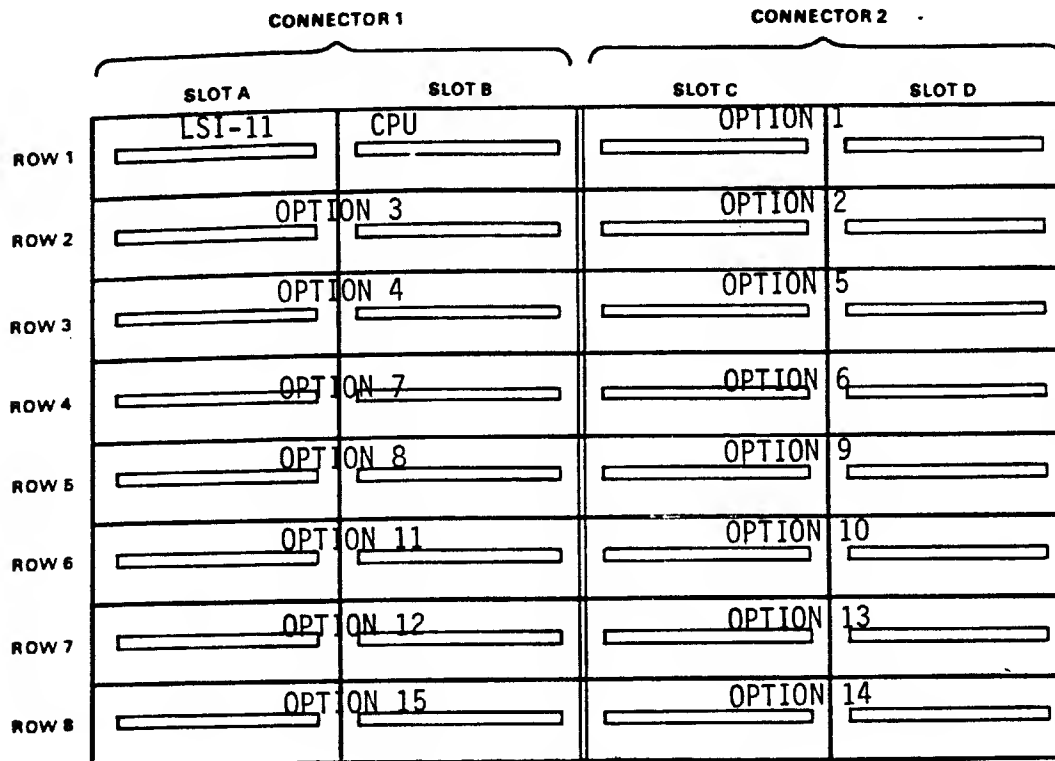 CONNECTOR 1 CONNECTOR 2
SLOT A SLOT B SLOT C SLOT D
ROW 1 LSI-11 CPU OPTION 1
ROW 2 OPTION 3 OPTION 2
ROW 3 OPTION 4 OPTION 5
ROW 4 OPTION 7 OPTION 6
ROW 5 OPTION 8 OPTION 9
ROW 6 OPTION 11 OPTION 10
ROW 7 OPTION 12 OPTION 13
ROW 8 OPTION 15 OPTION 14